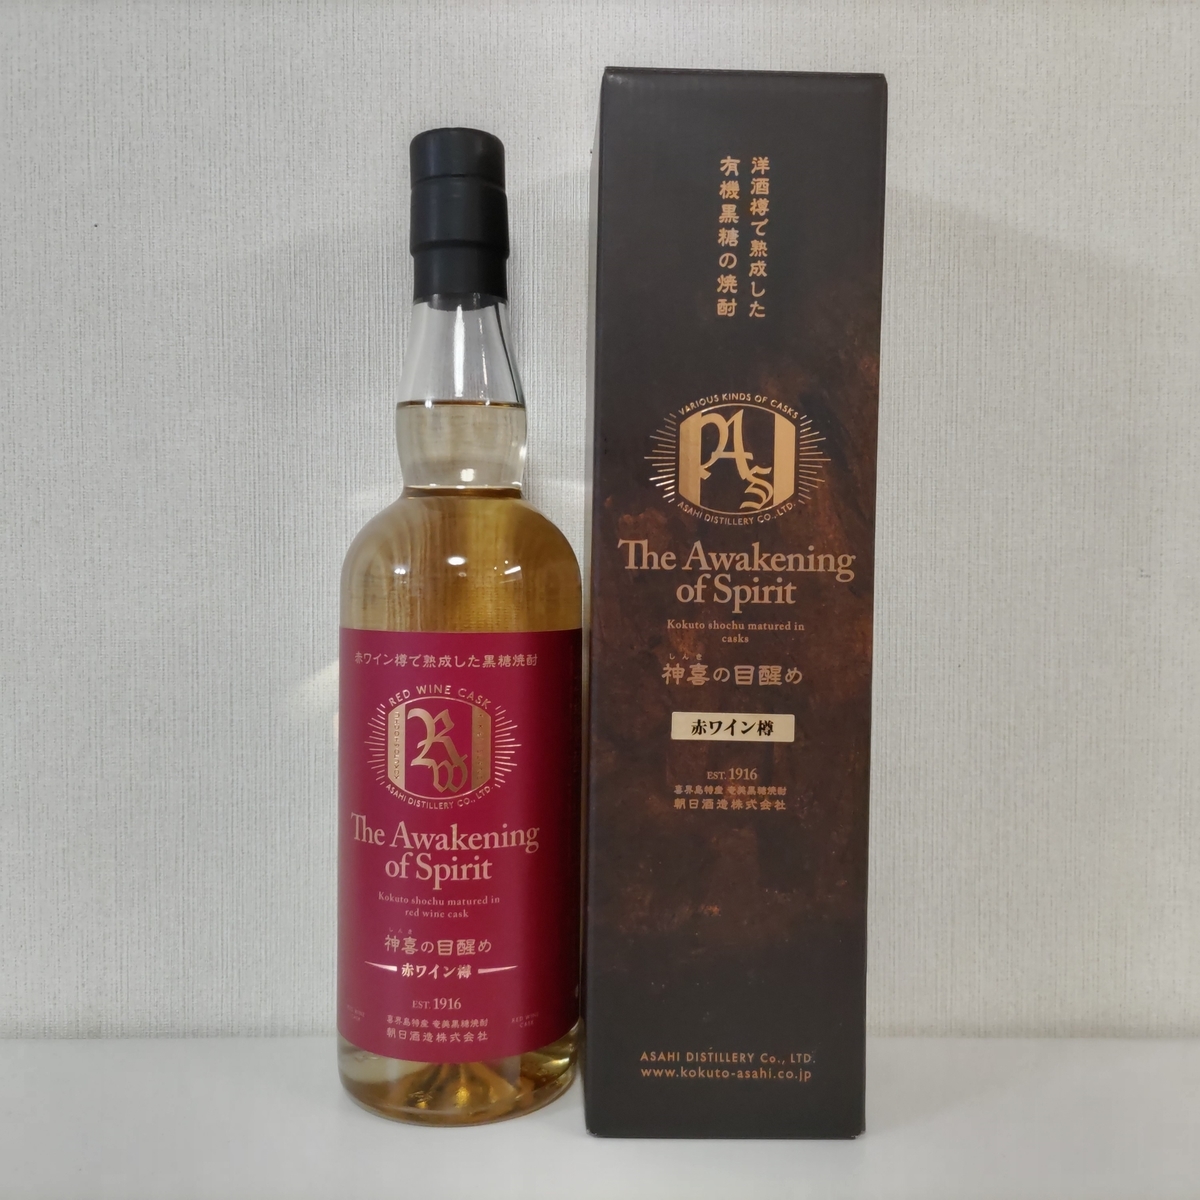 赤ワイン樽で熟成した黒糖焼酎
RED WINE CASK
RW
ASAHI DISTILLERY CO., LTD.
The Awakening
of Spirit
Kokuto shochu matured in
red wine cask
しんき
神喜の目醒め
赤ワイン樽
EST. 1916
喜界島特産 奄美黒糖焼酎
朝日酒造株式会社
RED WINE
CASK
洋酒樽で熟成した
有機黒糖の焼酎
VARIOUS KINDS OF CASKS
PAS
ASAHI DISTILLERY CO., LTD.
The Awakening
of Spirit
Kokuto shochu matured in
casks
しんき
神喜の目醒め
赤ワイン樽
EST. 1916
喜界島特産 奄美黒糖焼酎
朝日酒造株式会社
ASAHI DISTILLERY Co., LTD.
www.kokuto-asahi.co.jp